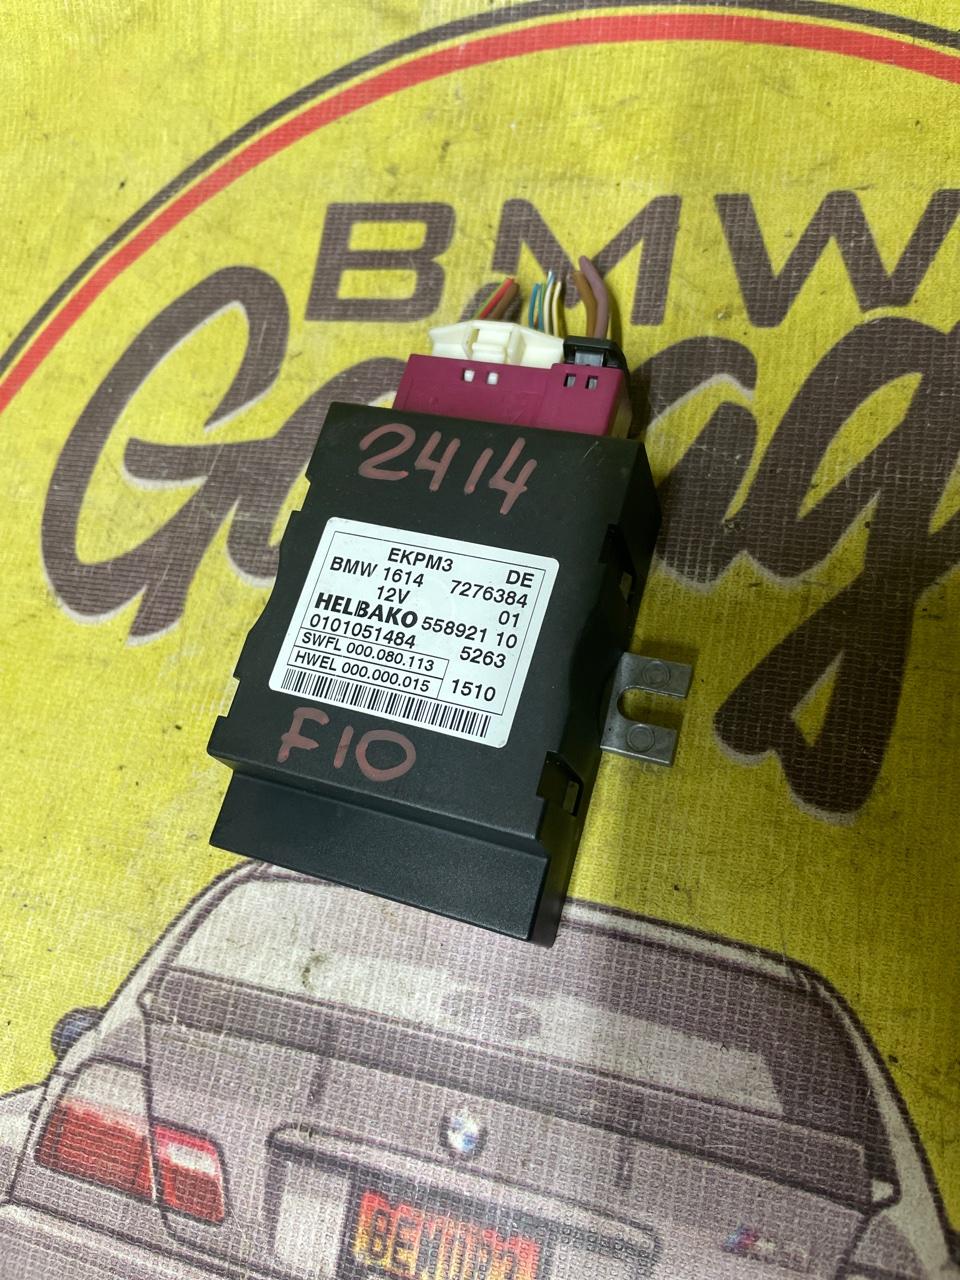 BMW
Garag
2414
EKPM3 DE
BMW 1614 7276384
12V 01
HELBAKO 558921 10
0101051484 5263
SWFL 000.080.113
HWEL 000.000.015 1510
F10